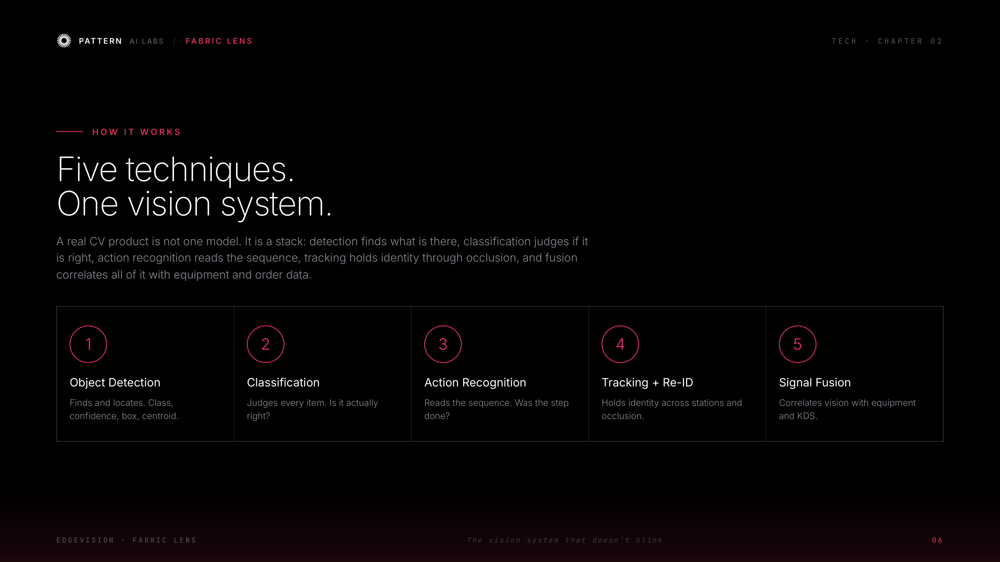 PATTERN AI LABS / FABRIC LENS
TECH · CHAPTER 02
HOW IT WORKS
Five techniques.
One vision system.
A real CV product is not one model. It is a stack: detection finds what is there, classification judges if it
is right, action recognition reads the sequence, tracking holds identity through occlusion, and fusion
correlates all of it with equipment and order data.
1
Object Detection
Finds and locates. Class,
confidence, box, centroid.
2
Classification
Judges every item. Is it actually
right?
3
Action Recognition
Reads the sequence. Was the step
done?
4
Tracking + Re-ID
Holds identity across stations and
occlusion.
5
Signal Fusion
Correlates vision with equipment
and KDS.
EDGEVISION · FABRIC LENS
The vision system that doesn’t blink
06